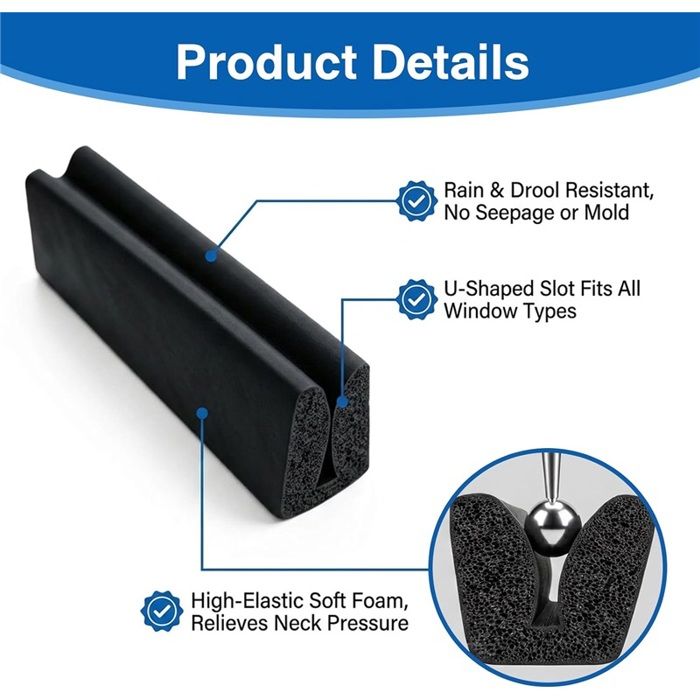 Product Details
Rain & Drool Resistant,
No Seepage or Mold
U-Shaped Slot Fits All
Window Types
High-Elastic Soft Foam,
Relieves Neck Pressure